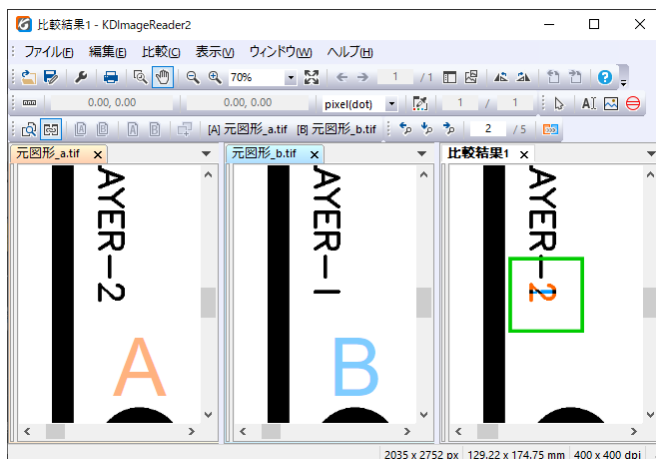 比較結果1 - KDImageReader2
ファイル(F) 編集(E) 比較(C) 表示(V) ウィンドウ(W) ヘルプ(H)
70% 1 / 1
0.00, 0.00 0.00, 0.00 pixel(dot) 1 / 1 AI
[A] 元図形_a.tif [B] 元図形_b.tif 2 / 5
元図形_a.tif x 元図形_b.tif x 比較結果1 x
AYER-2
A
AYER-1
B
AYER-2
2035 x 2752 px 129.22 x 174.75 mm 400 x 400 dpi